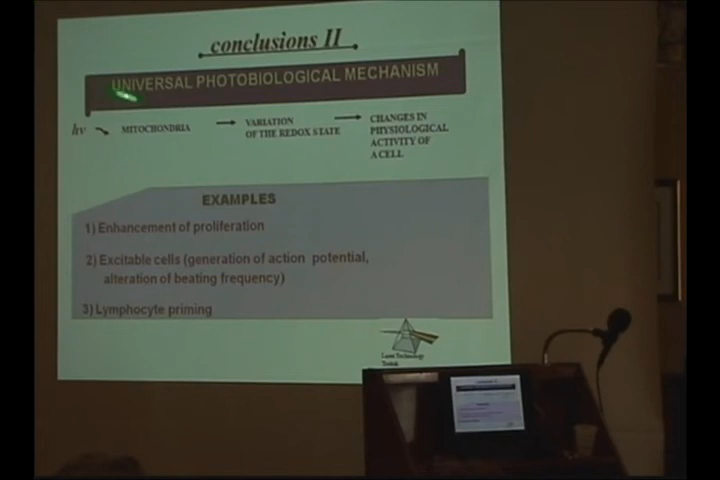 conclusions II
UNIVERSAL PHOTOBIOLOGICAL MECHANISM
hν MITOCHONDRIA
VARIATION
OF THE REDOX STATE
CHANGES IN
PHYSIOLOGICAL
ACTIVITY OF
A CELL
EXAMPLES
1) Enhancement of proliferation
2) Excitable cells (generation of action potential,
alteration of beating frequency)
3) Lymphocyte priming
Laser Technology